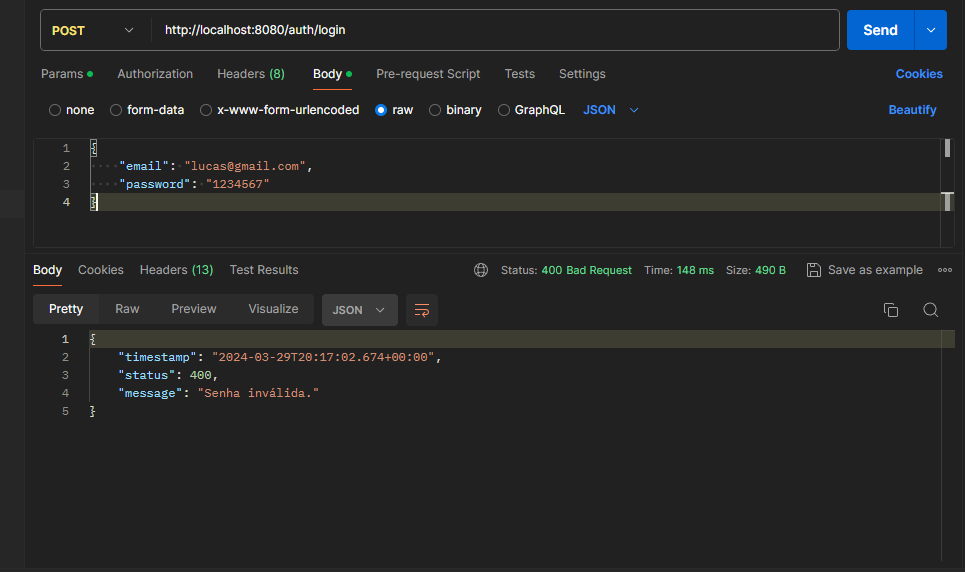 POST http://localhost:8080/auth/login Send
Params Authorization Headers (8) Body Pre-request Script Tests Settings Cookies
none form-data x-www-form-urlencoded raw binary GraphQL JSON Beautify
1 {
2 "email": "lucas@gmail.com",
3 "password": "1234567"
4 }
Body Cookies Headers (13) Test Results Status: 400 Bad Request Time: 148 ms Size: 490 B Save as example
Pretty Raw Preview Visualize JSON
1 {
2 "timestamp": "2024-03-29T20:17:02.674+00:00",
3 "status": 400,
4 "message": "Senha inválida."
5 }